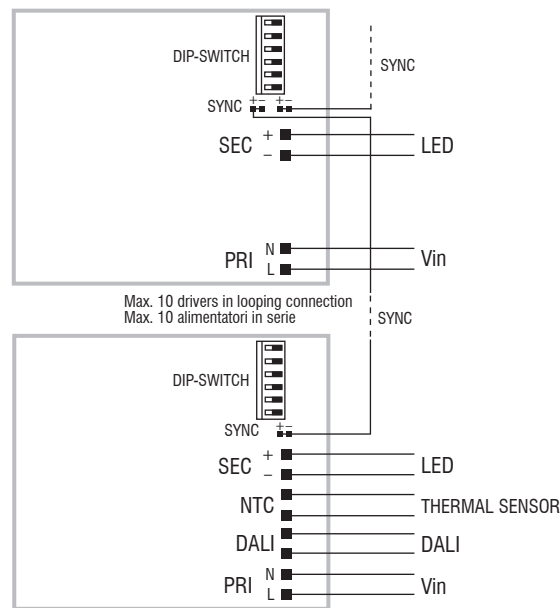 DIP-SWITCH
SYNC
SYNC + - + -
SEC + LED
-
PRI N Vin
L
Max. 10 drivers in looping connection
Max. 10 alimentatori in serie
SYNC
DIP-SWITCH
SYNC + -
SEC + LED
-
NTC THERMAL SENSOR
DALI DALI
PRI N Vin
L